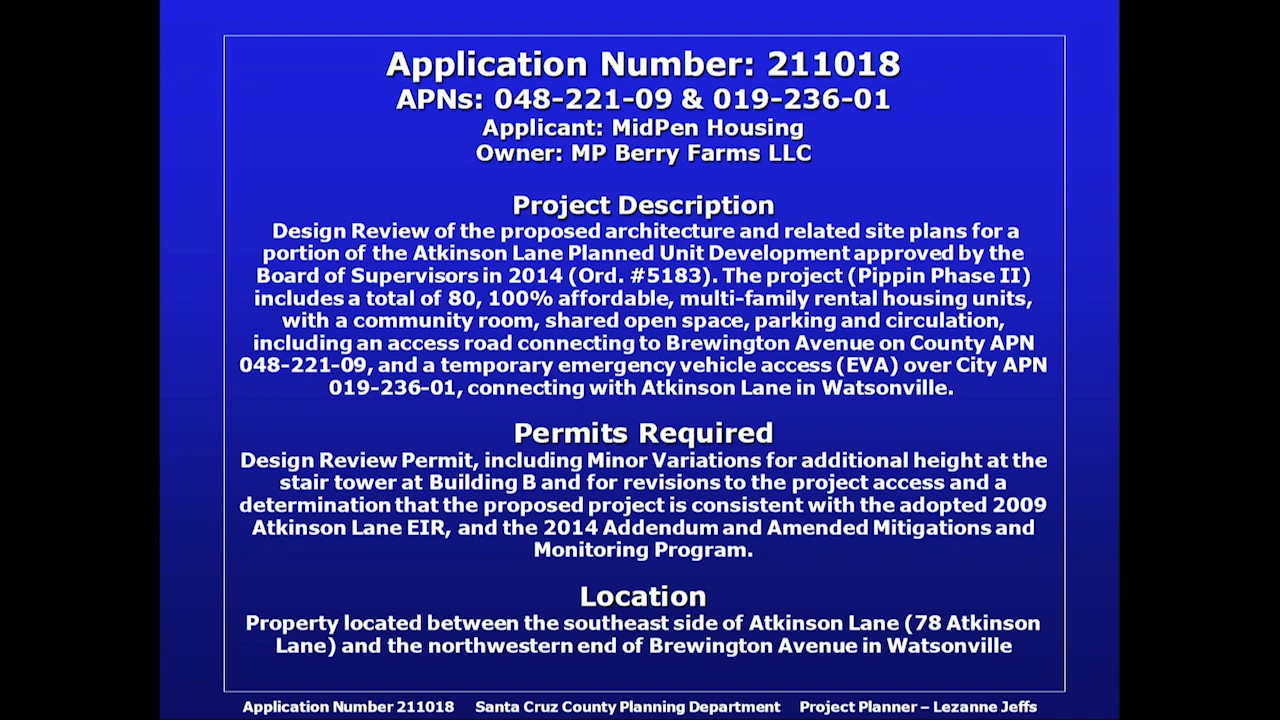 Application Number: 211018
APNs: 048-221-09 & 019-236-01
Applicant: MidPen Housing
Owner: MP Berry Farms LLC
Project Description
Design Review of the proposed architecture and related site plans for a
portion of the Atkinson Lane Planned Unit Development approved by the
Board of Supervisors in 2014 (Ord. #5183). The project (Pippin Phase II)
includes a total of 80, 100% affordable, multi-family rental housing units,
with a community room, shared open space, parking and circulation,
including an access road connecting to Brewington Avenue on County APN
048-221-09, and a temporary emergency vehicle access (EVA) over City APN
019-236-01, connecting with Atkinson Lane in Watsonville.
Permits Required
Design Review Permit, including Minor Variations for additional height at the
stair tower at Building B and for revisions to the project access and a
determination that the proposed project is consistent with the adopted 2009
Atkinson Lane EIR, and the 2014 Addendum and Amended Mitigations and
Monitoring Program.
Location
Property located between the southeast side of Atkinson Lane (78 Atkinson
Lane) and the northwestern end of Brewington Avenue in Watsonville
Application Number 211018 Santa Cruz County Planning Department Project Planner – Lezanne Jeffs